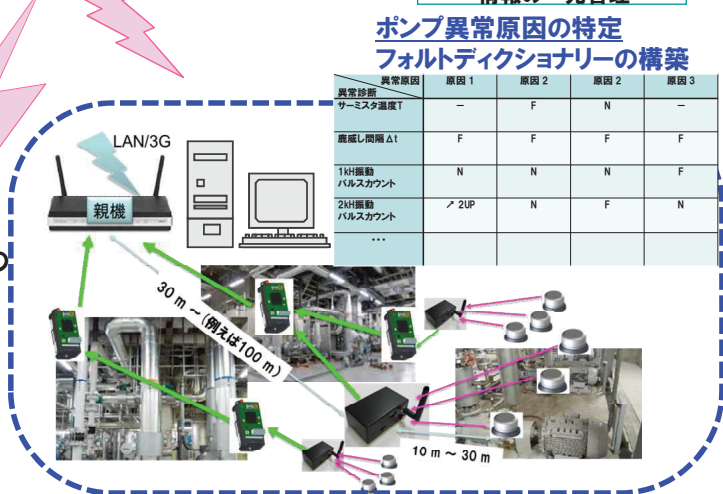 ポンプ異常原因の特定
フォルトディクショナリーの構築
異常原因 原因 1 原因 2 原因 2 原因 3
異常診断
サーミスタ温度T － F N －
鹿威し間隔Δt F F F F
1kH振動
パルスカウント N N N F
2kH振動
パルスカウント ↗ 2UP N F N
…
LAN/3G
親機
30 m ～ (例えば100 m)
10 m ～ 30 m